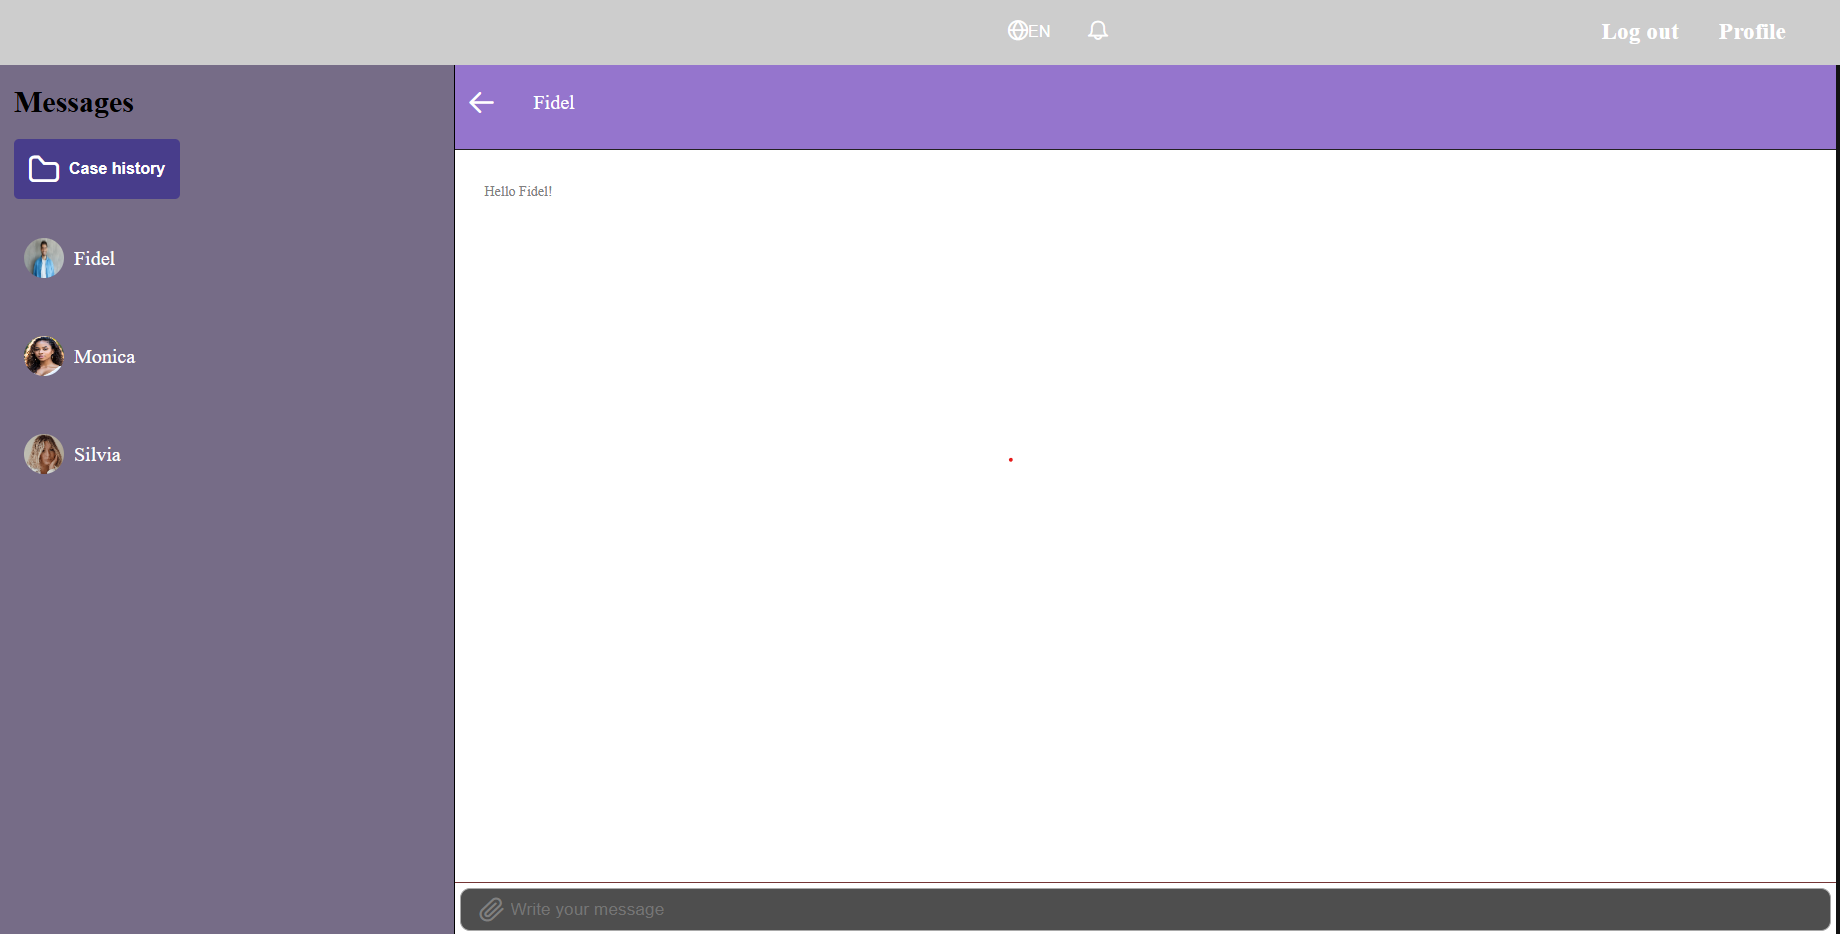 EN
Log out
Profile
Messages
Case history
Fidel
Monica
Silvia
Fidel
Hello Fidel!
Write your message